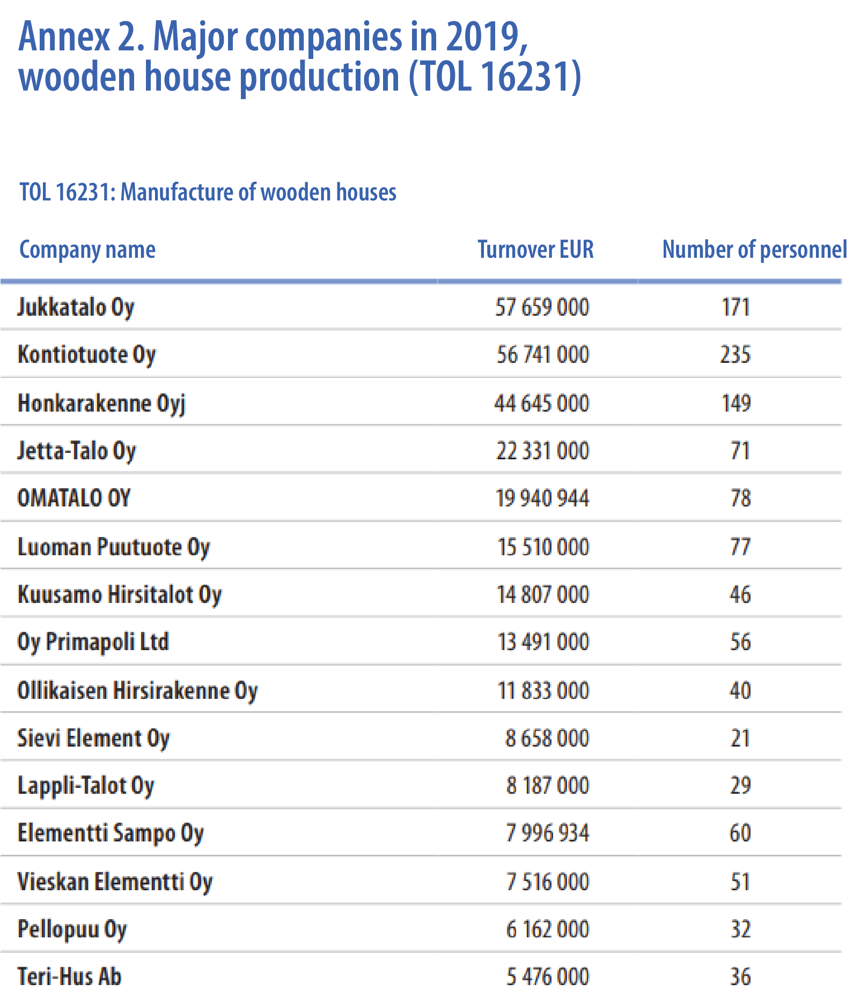 Annex 2. Major companies in 2019,
wooden house production (TOL 16231)
TOL 16231: Manufacture of wooden houses
Company name Turnover EUR Number of personnel
Jukkatalo Oy 57 659 000 171
Kontiotuote Oy 56 741 000 235
Honkarakenne Oyj 44 645 000 149
Jetta-Talo Oy 22 331 000 71
OMATALO OY 19 940 944 78
Luoman Puutuote Oy 15 510 000 77
Kuusamo Hirsitalot Oy 14 807 000 46
Oy Primapoli Ltd 13 491 000 56
Ollikaisen Hirsirakenne Oy 11 833 000 40
Sievi Element Oy 8 658 000 21
Lappli-Talot Oy 8 187 000 29
Elementti Sampo Oy 7 996 934 60
Vieskan Elementti Oy 7 516 000 51
Pellopuu Oy 6 162 000 32
Teri-Hus Ab 5 476 000 36